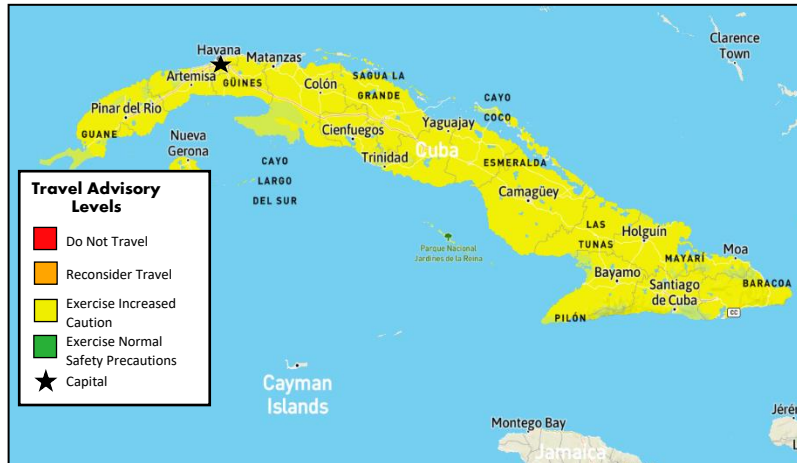 Clarence
Town
Havana
Matanzas
Artemisa
GÜINES
Colón
SAGUA LA
GRANDE
Pinar del Rio
CAYO
COCO
GUANE
Nueva
Gerona
Cienfuegos
Yaguajay
Cuba
Trinidad
CAYO
LARGO
DEL SUR
ESMERALDA
Camagüey
Parque Nacional
Jardines de la Reina
LAS
TUNAS
Holguín
MAYARÍ
Moa
Bayamo
Santiago
de Cuba
BARACOA
PILÓN
CC
Travel Advisory
Levels
Do Not Travel
Reconsider Travel
Exercise Increased
Caution
Exercise Normal
Safety Precautions
Capital
Cayman
Islands
Montego Bay
Jamaica
Jéré
L